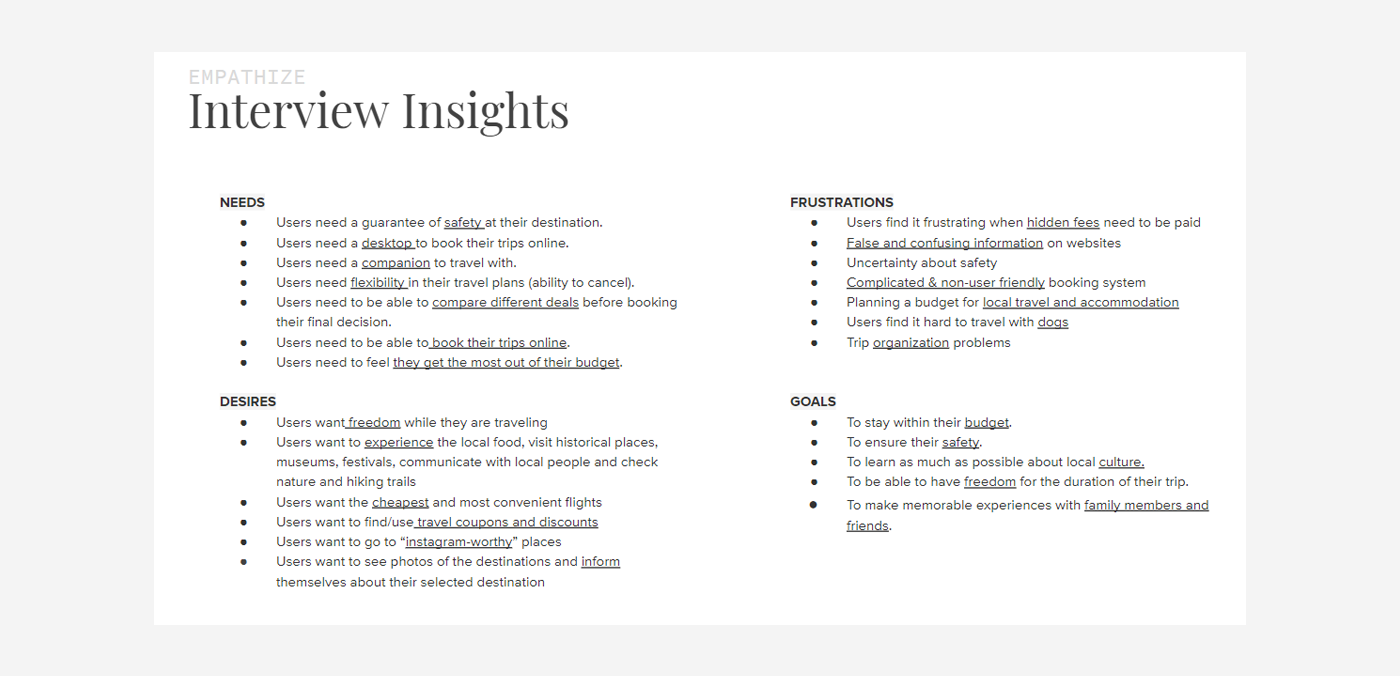 EMPATHIZE
Interview Insights
NEEDS
● Users need a guarantee of safety at their destination.
● Users need a desktop to book their trips online.
● Users need a companion to travel with.
● Users need flexibility in their travel plans (ability to cancel).
● Users need to be able to compare different deals before booking
their final decision.
● Users need to be able to book their trips online.
● Users need to feel they get the most out of their budget.
DESIRES
● Users want freedom while they are traveling
● Users want to experience the local food, visit historical places,
museums, festivals, communicate with local people and check
nature and hiking trails
● Users want the cheapest and most convenient flights
● Users want to find/use travel coupons and discounts
● Users want to go to “instagram-worthy” places
● Users want to see photos of the destinations and inform
themselves about their selected destination
FRUSTRATIONS
● Users find it frustrating when hidden fees need to be paid
● False and confusing information on websites
● Uncertainty about safety
● Complicated & non-user friendly booking system
● Planning a budget for local travel and accommodation
● Users find it hard to travel with dogs
● Trip organization problems
GOALS
● To stay within their budget.
● To ensure their safety.
● To learn as much as possible about local culture.
● To be able to have freedom for the duration of their trip.
● To make memorable experiences with family members and
friends.